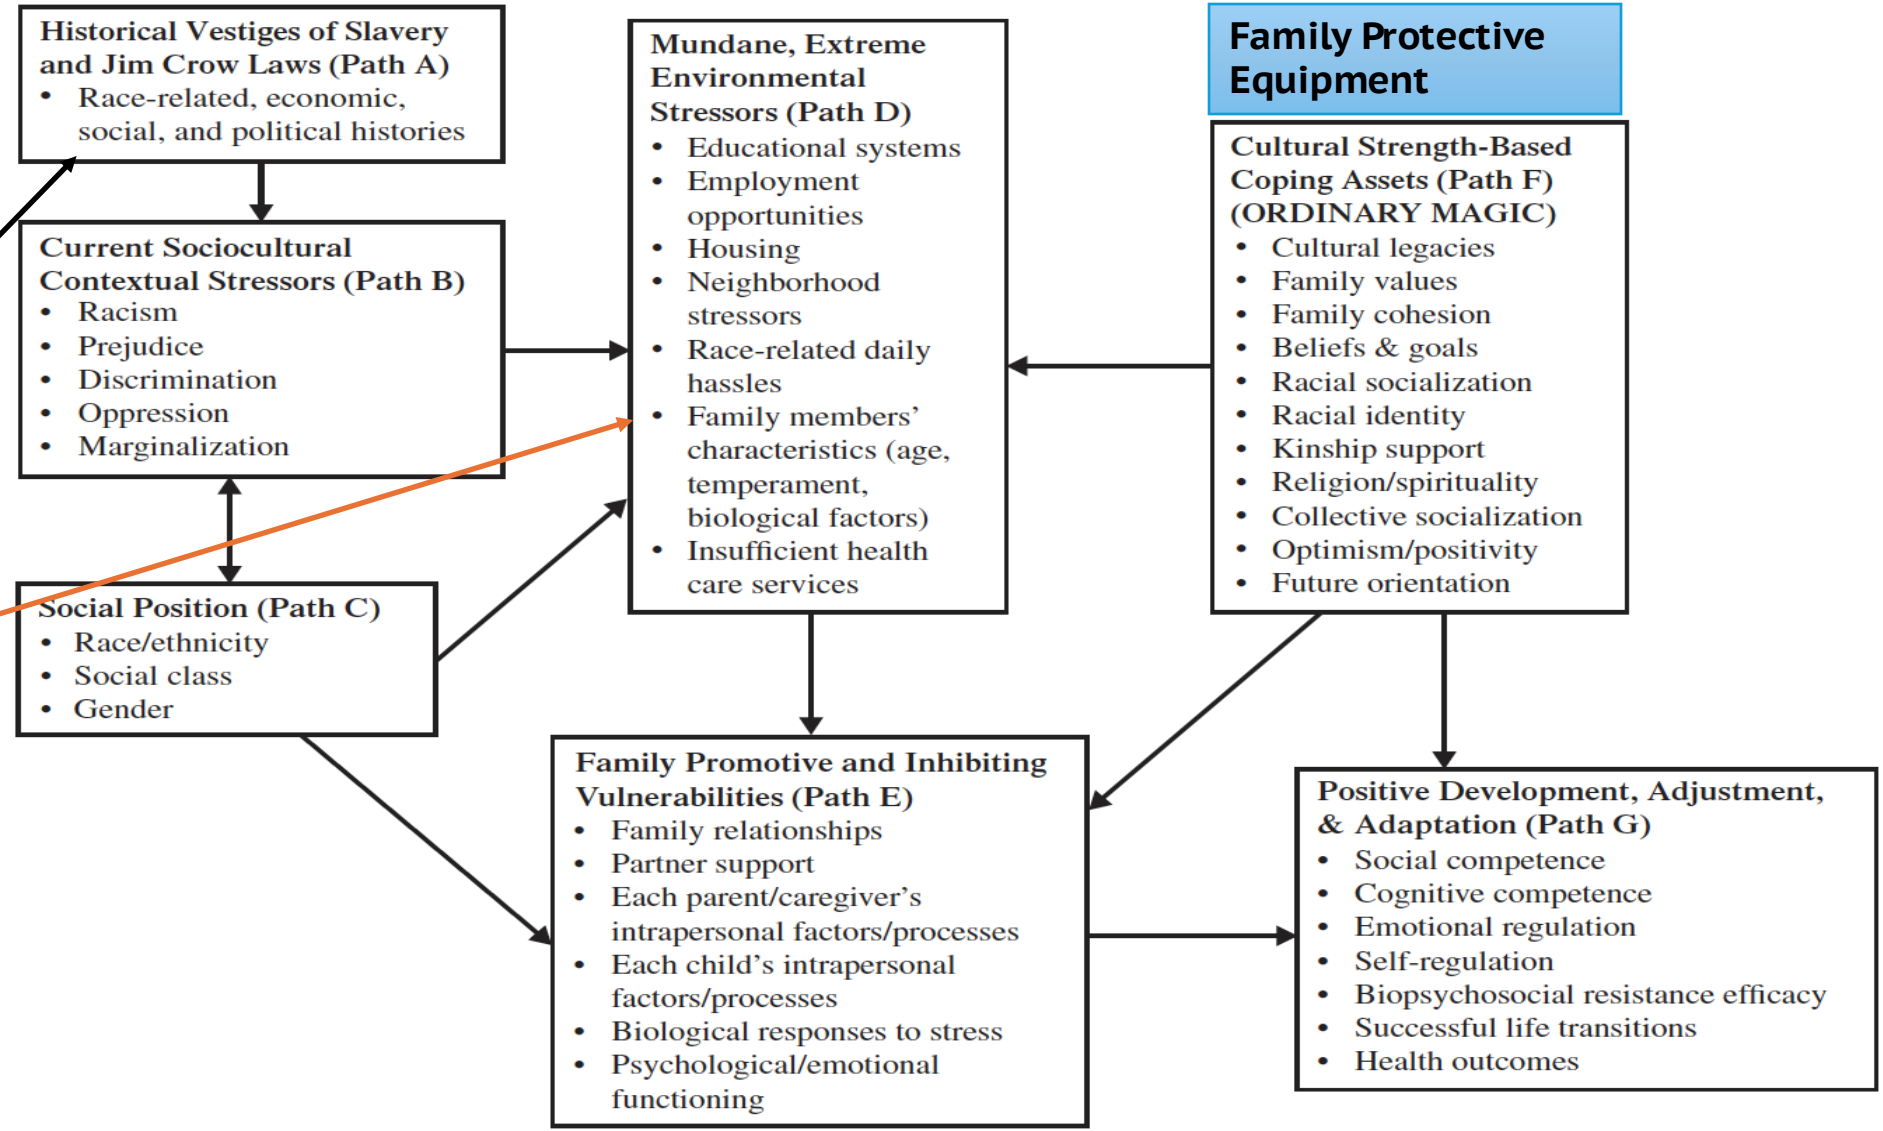 Historical Vestiges of Slavery
and Jim Crow Laws (Path A)
• Race-related, economic,
social, and political histories
Current Sociocultural
Contextual Stressors (Path B)
• Racism
• Prejudice
• Discrimination
• Oppression
• Marginalization
Social Position (Path C)
• Race/ethnicity
• Social class
• Gender
Mundane, Extreme
Environmental
Stressors (Path D)
• Educational systems
• Employment
opportunities
• Housing
• Neighborhood
stressors
• Race-related daily
hassles
• Family members’
characteristics (age,
temperament,
biological factors)
• Insufficient health
care services
Family Protective
Equipment
Cultural Strength-Based
Coping Assets (Path F)
(ORDINARY MAGIC)
• Cultural legacies
• Family values
• Family cohesion
• Beliefs & goals
• Racial socialization
• Racial identity
• Kinship support
• Religion/spirituality
• Collective socialization
• Optimism/positivity
• Future orientation
Family Promotive and Inhibiting
Vulnerabilities (Path E)
• Family relationships
• Partner support
• Each parent/caregiver’s
intrapersonal factors/processes
• Each child’s intrapersonal
factors/processes
• Biological responses to stress
• Psychological/emotional
functioning
Positive Development, Adjustment,
& Adaptation (Path G)
• Social competence
• Cognitive competence
• Emotional regulation
• Self-regulation
• Biopsychosocial resistance efficacy
• Successful life transitions
• Health outcomes